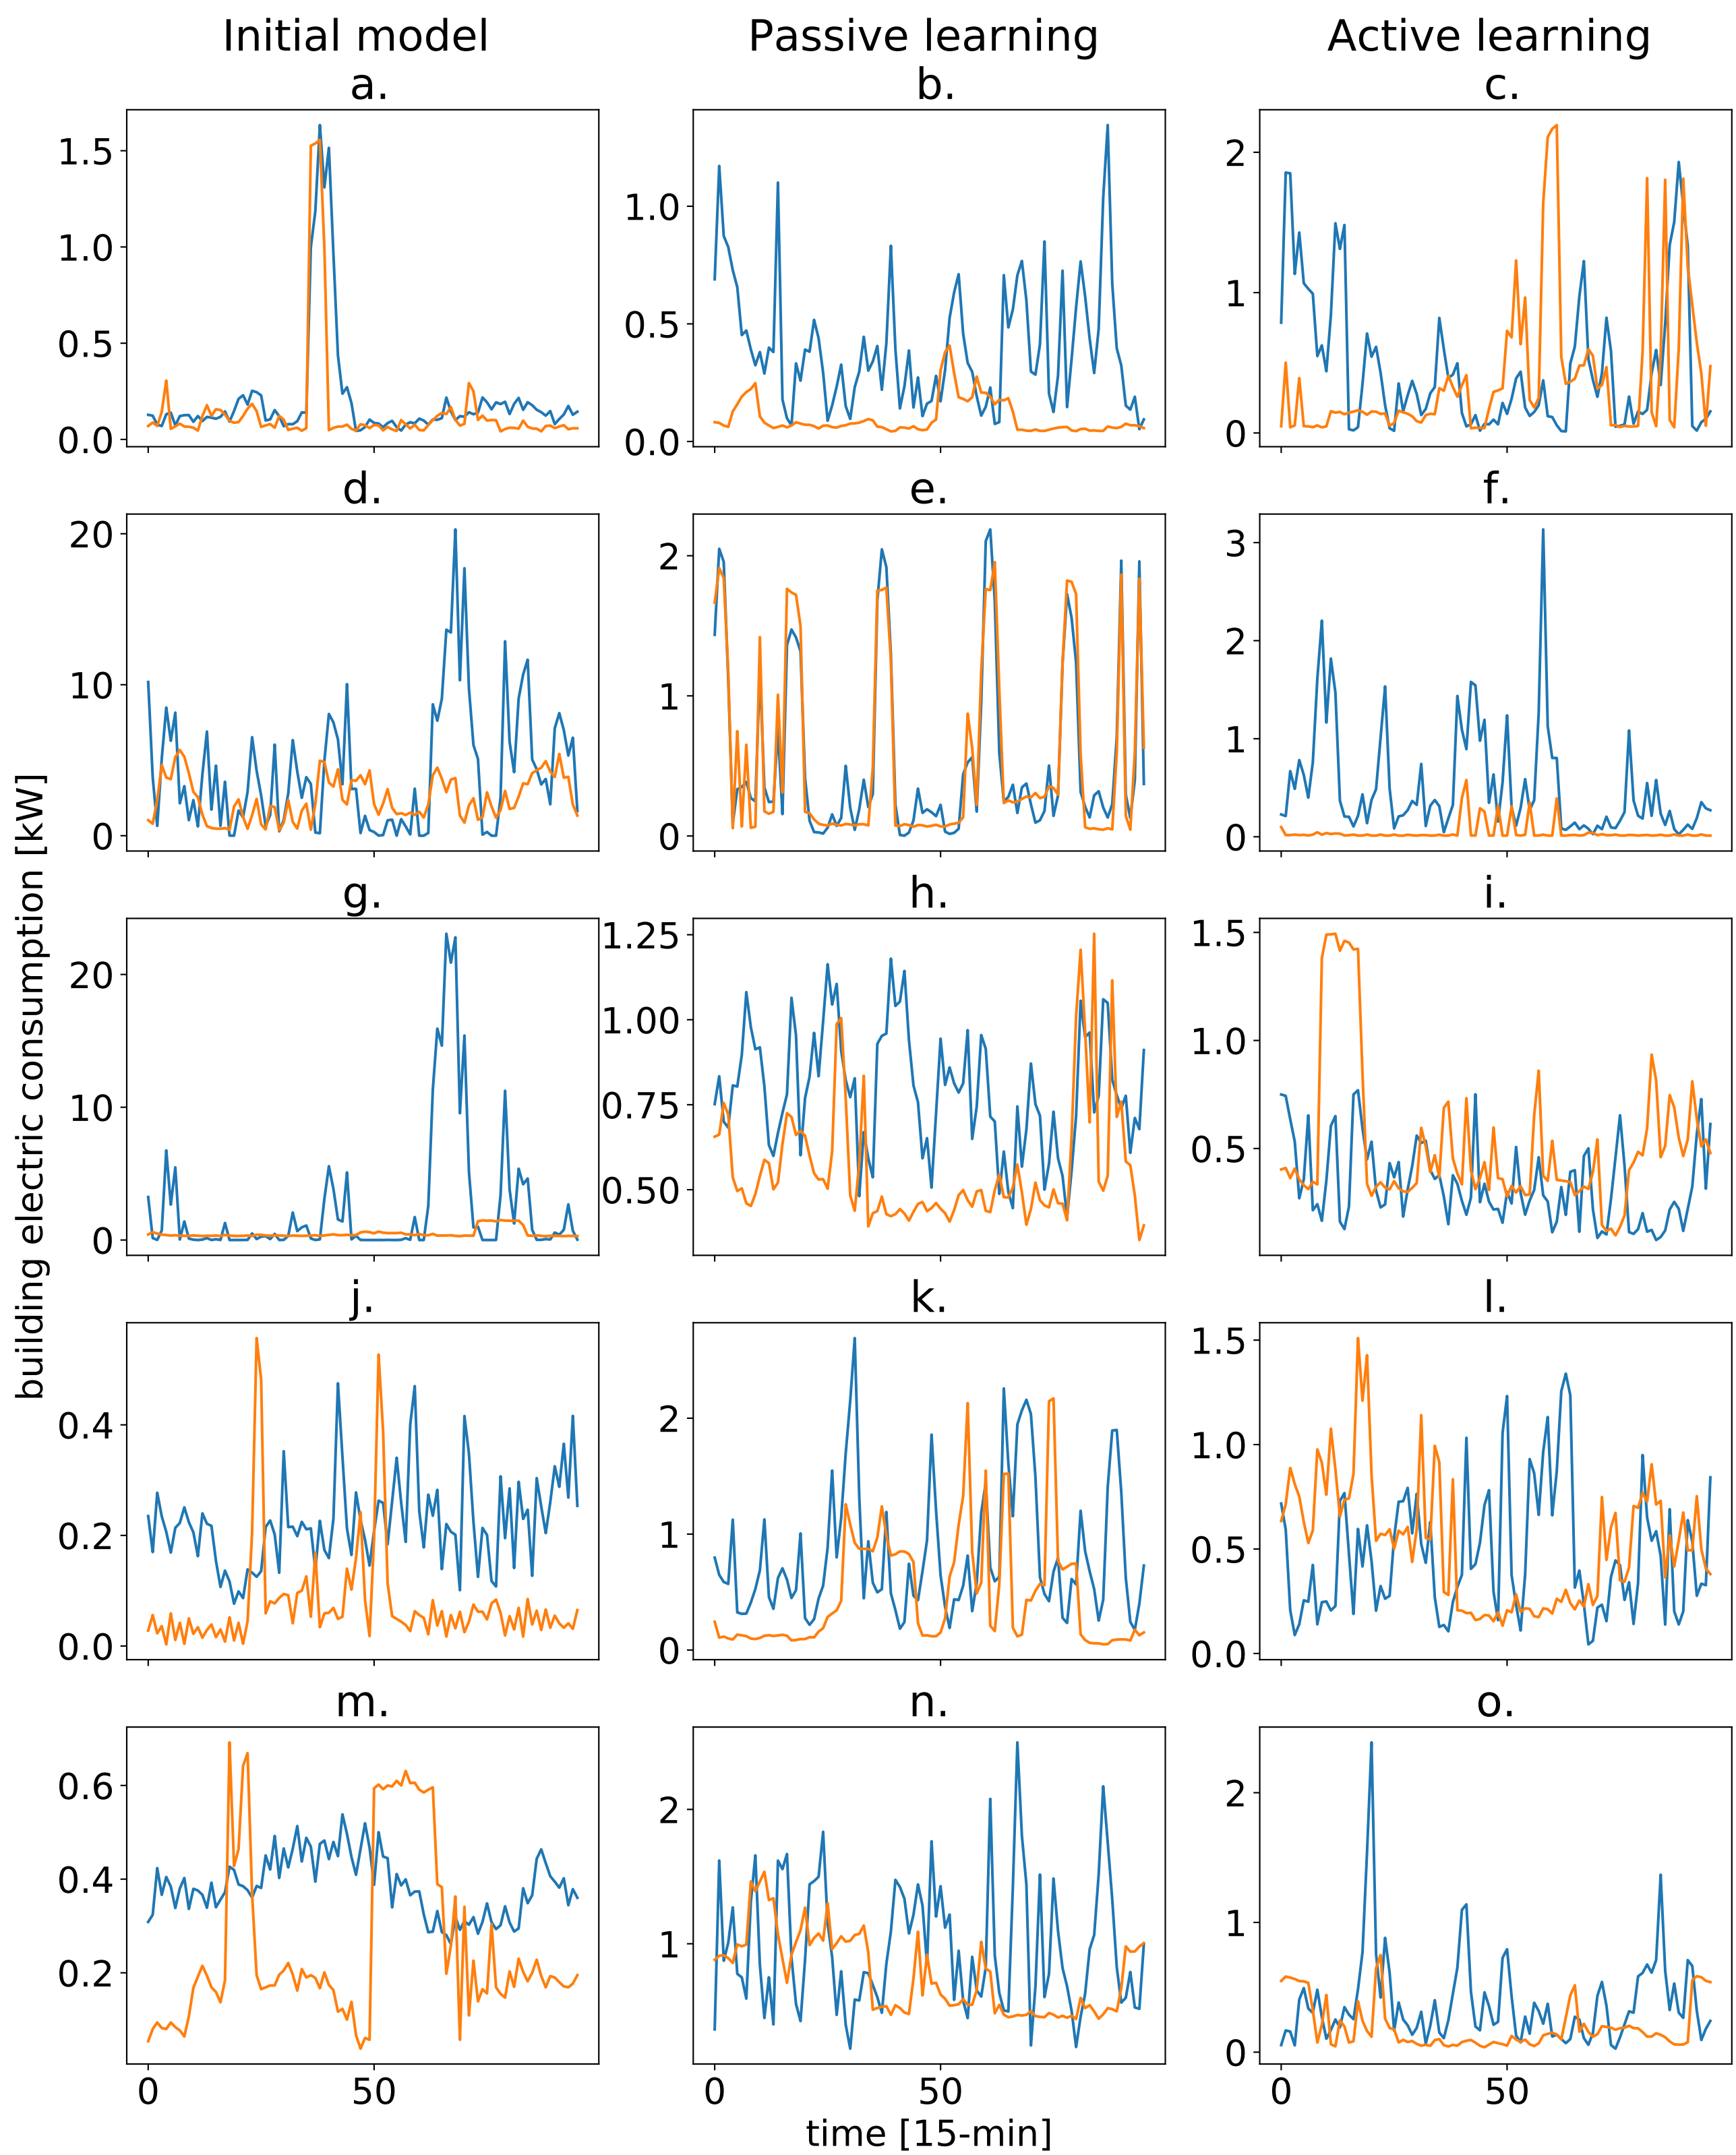 Initial model
Passive learning
Active learning
a.
b.
c.
1.5
1.0
0.5
0.0
1.0
0.5
0.0
2
1
0
d.
e.
f.
20
10
0
2
1
0
3
2
1
0
g.
h.
i.
20
10
0
1.25
1.00
0.75
0.50
1.5
1.0
0.5
j.
k.
l.
0.4
0.2
0.0
2
1
0
1.5
1.0
0.5
0.0
m.
n.
o.
0.6
0.4
0.2
2
1
2
1
0
0
50
0
50
0
50
time [15-min]
building electric consumption [kW]